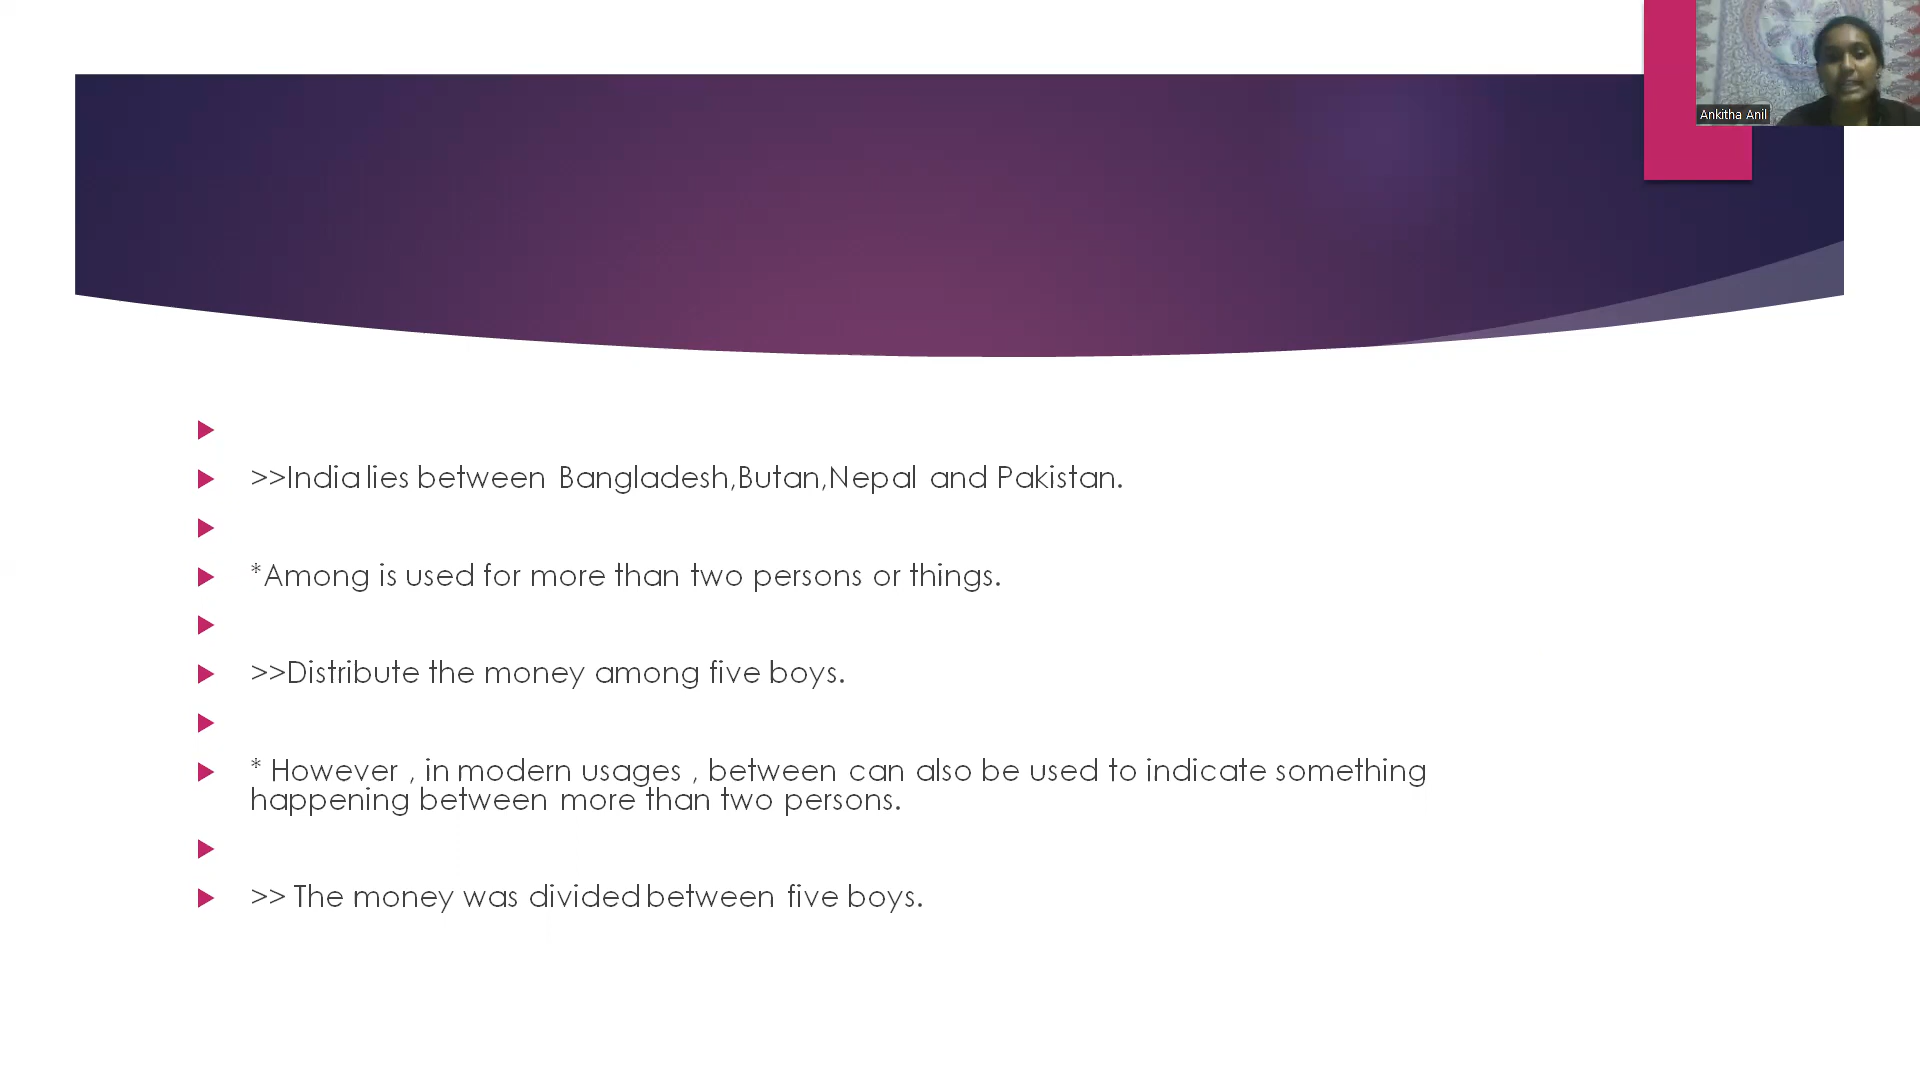 Ankitha Anil
>>India lies between Bangladesh,Butan,Nepal and Pakistan.
*Among is used for more than two persons or things.
>>Distribute the money among five boys.
* However , in modern usages , between can also be used to indicate something
happening between more than two persons.
>> The money was divided between five boys.